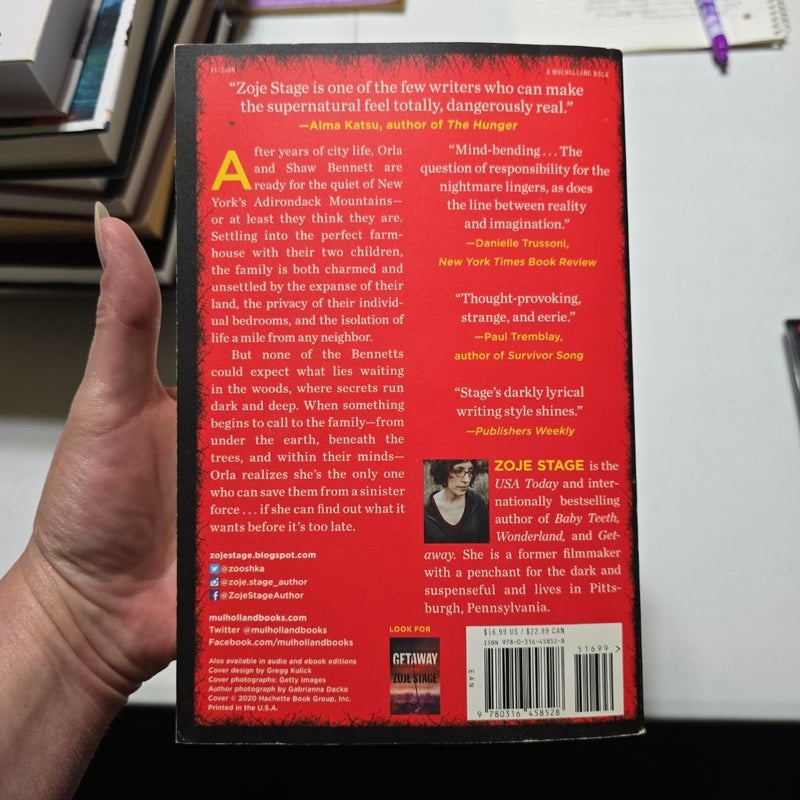 FICTION
A MULHOLLAND BOOK
“Zoje Stage is one of the few writers who can make
the supernatural feel totally, dangerously real.”
—Alma Katsu, author of The Hunger
After years of city life, Orla
and Shaw Bennett are
ready for the quiet of New
York’s Adirondack Mountains—
or at least they think they are.
Settling into the perfect farm-
house with their two children,
the family is both charmed and
unsettled by the expanse of their
land, the privacy of their individ-
ual bedrooms, and the isolation of
life a mile from any neighbor.
But none of the Bennetts
could expect what lies waiting
in the woods, where secrets run
dark and deep. When something
begins to call to the family—from
under the earth, beneath the
trees, and within their minds—
Orla realizes she’s the only one
who can save them from a sinister
force . . . if she can find out what it
wants before it’s too late.
zojestage.blogspot.com
@zooshka
@zoje.stage_author
@ZojeStageAuthor
mulhollandbooks.com
Twitter @mulhollandbooks
Facebook.com/mulhollandbooks
Also available in audio and ebook editions
Cover design by Gregg Kulick
Cover photographs: Getty Images
Author photograph by Gabrianna Dacko
Cover © 2020 Hachette Book Group, Inc.
Printed in the U.S.A.
“Mind-bending . . . The
question of responsibility for the
nightmare lingers, as does
the line between reality
and imagination.”
—Danielle Trussoni,
New York Times Book Review
“Thought-provoking,
strange, and eerie.”
—Paul Tremblay,
author of Survivor Song
“Stage’s darkly lyrical
writing style shines.”
—Publishers Weekly
ZOJE STAGE is the
USA Today and inter-
nationally bestselling
author of Baby Teeth,
Wonderland, and Get-
away. She is a former filmmaker
with a penchant for the dark and
suspenseful and lives in Pitts-
burgh, Pennsylvania.
LOOK FOR
GETAWAY
ZOJE STAGE
$16.99 US / $22.99 CAN
ISBN 978-0-316-45852-8
51699 >
EAN
9 780316 458528